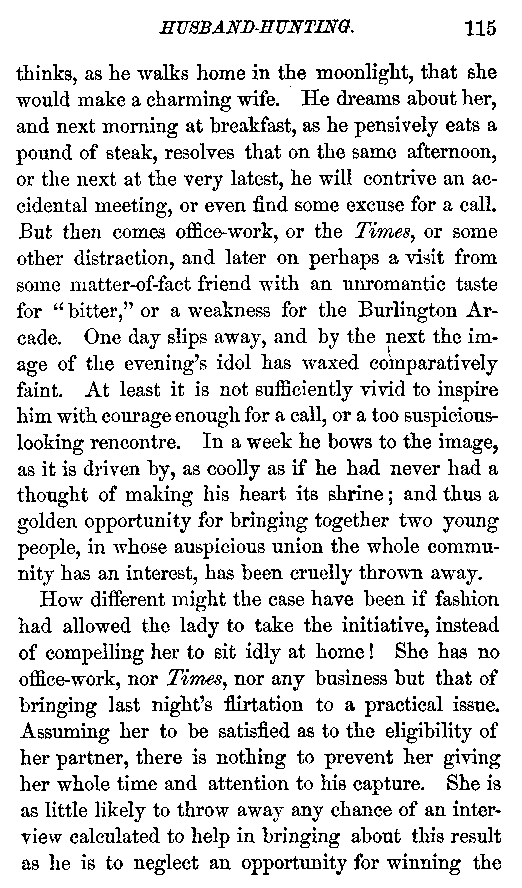 HUSBAND-HUNTING. 115
thinks, as he walks home in the moonlight, that she
would make a charming wife. He dreams about her,
and next morning at breakfast, as he pensively eats a
pound of steak, resolves that on the same afternoon,
or the next at the very latest, he will contrive an ac-
cidental meeting, or even find some excuse for a call.
But then comes office-work, or the Times, or some
other distraction, and later on perhaps a visit from
some matter-of-fact friend with an unromantic taste
for “bitter,” or a weakness for the Burlington Ar-
cade. One day slips away, and by the next the im-
age of the evening's idol has waxed comparatively
faint. At least it is not sufficiently vivid to inspire
him with courage enough for a call, or a too suspicious-
looking rencontre. In a week he bows to the image,
as it is driven by, as coolly as if he had never had a
thought of making his heart its shrine; and thus a
golden opportunity for bringing together two young
people, in whose auspicious union the whole commu-
nity has an interest, has been cruelly thrown away.
How different might the case have been if fashion
had allowed the lady to take the initiative, instead
of compelling her to sit idly at home! She has no
office-work, nor Times, nor any business but that of
bringing last night's flirtation to a practical issue.
Assuming her to be satisfied as to the eligibility of
her partner, there is nothing to prevent her giving
her whole time and attention to his capture. She is
as little likely to throw away any chance of an inter-
view calculated to help in bringing about this result
as he is to neglect an opportunity for winning the